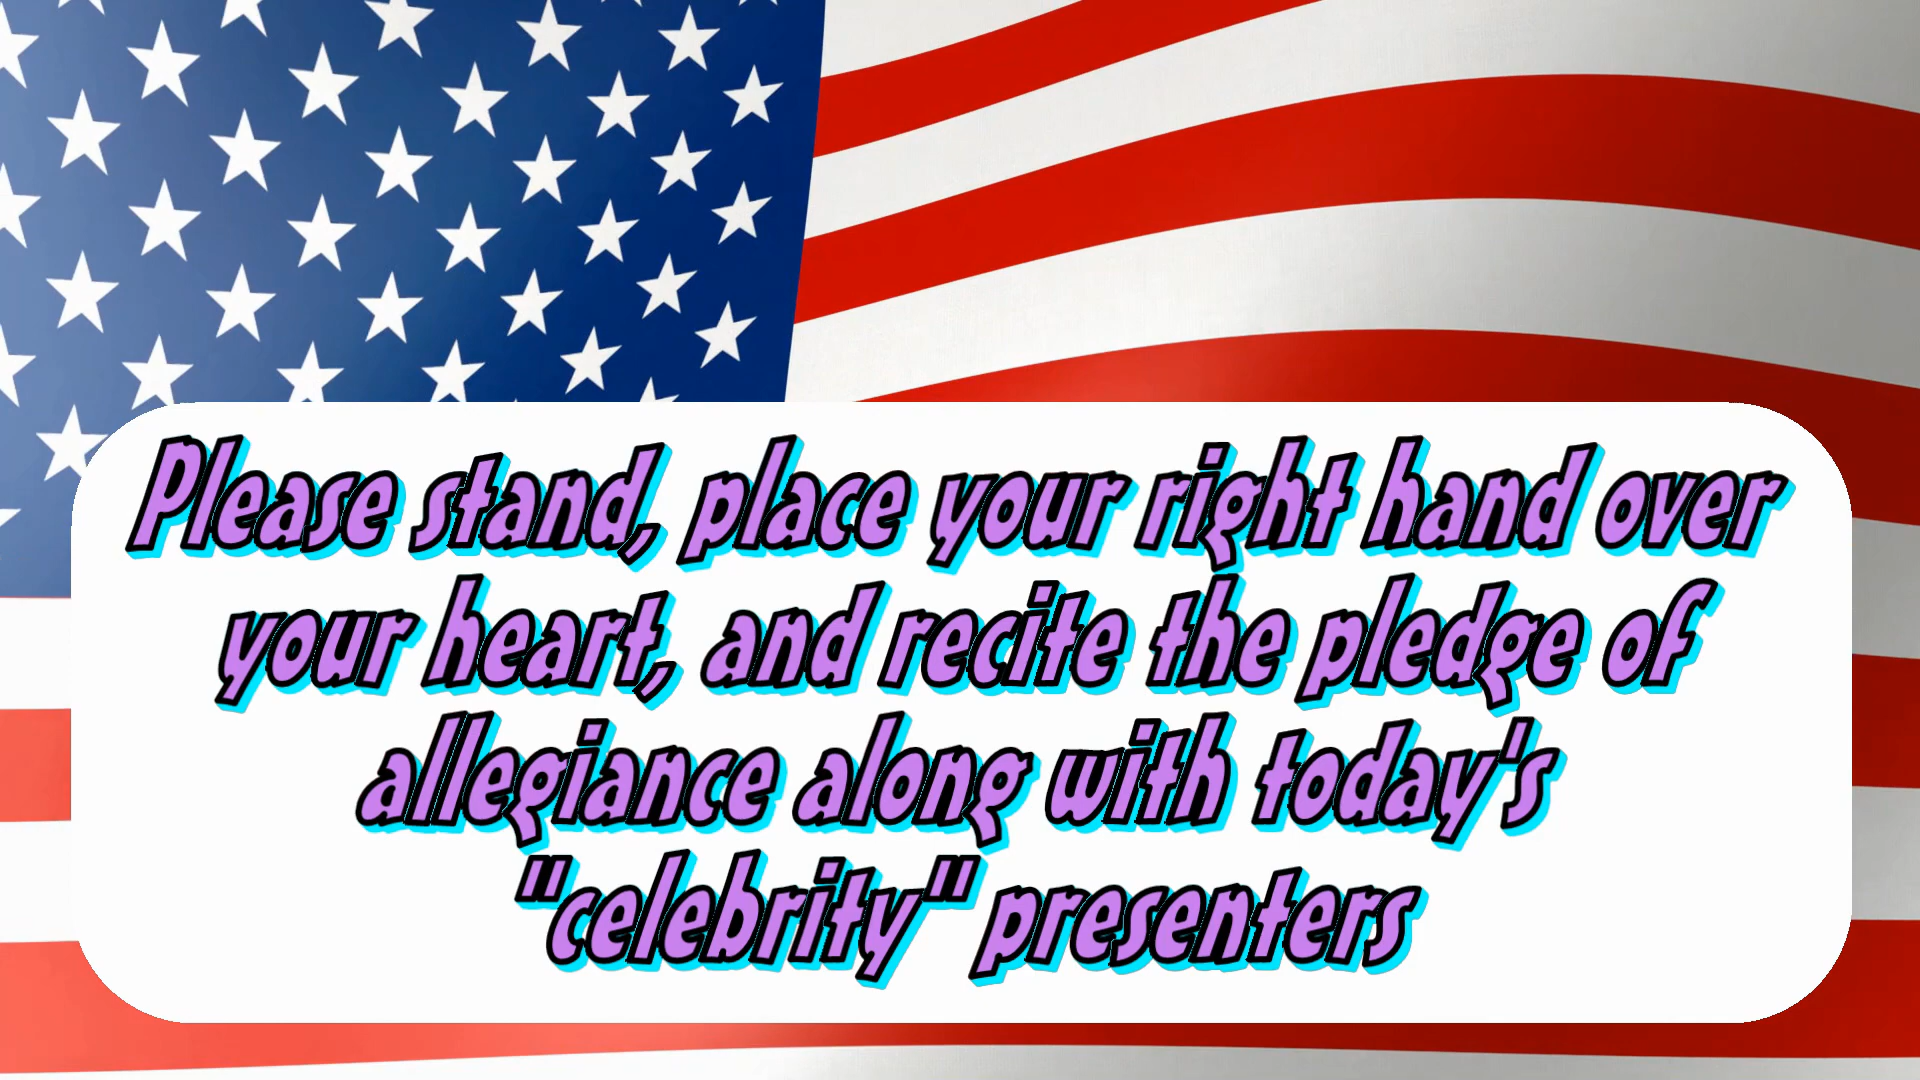 Please stand, place your right hand over
your heart, and recite the pledge of
allegiance along with today's
"celebrity" presenters